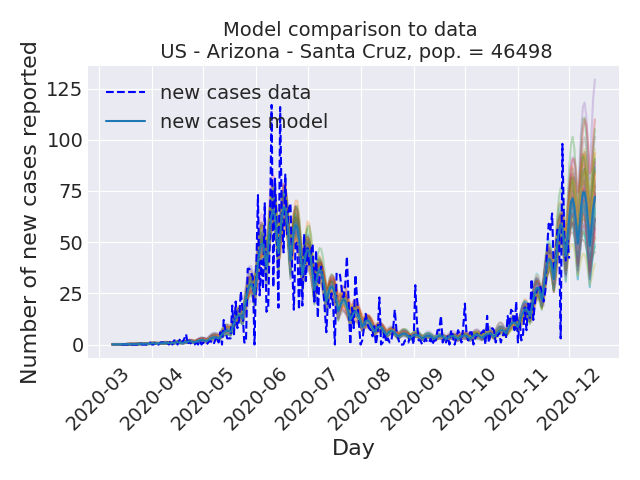 Model comparison to data
US - Arizona - Santa Cruz, pop. = 46498
Number of new cases reported
125
100
75
50
25
0
new cases data
new cases model
2020-03
2020-04
2020-05
2020-06
2020-07
2020-08
2020-09
2020-10
2020-11
2020-12
Day